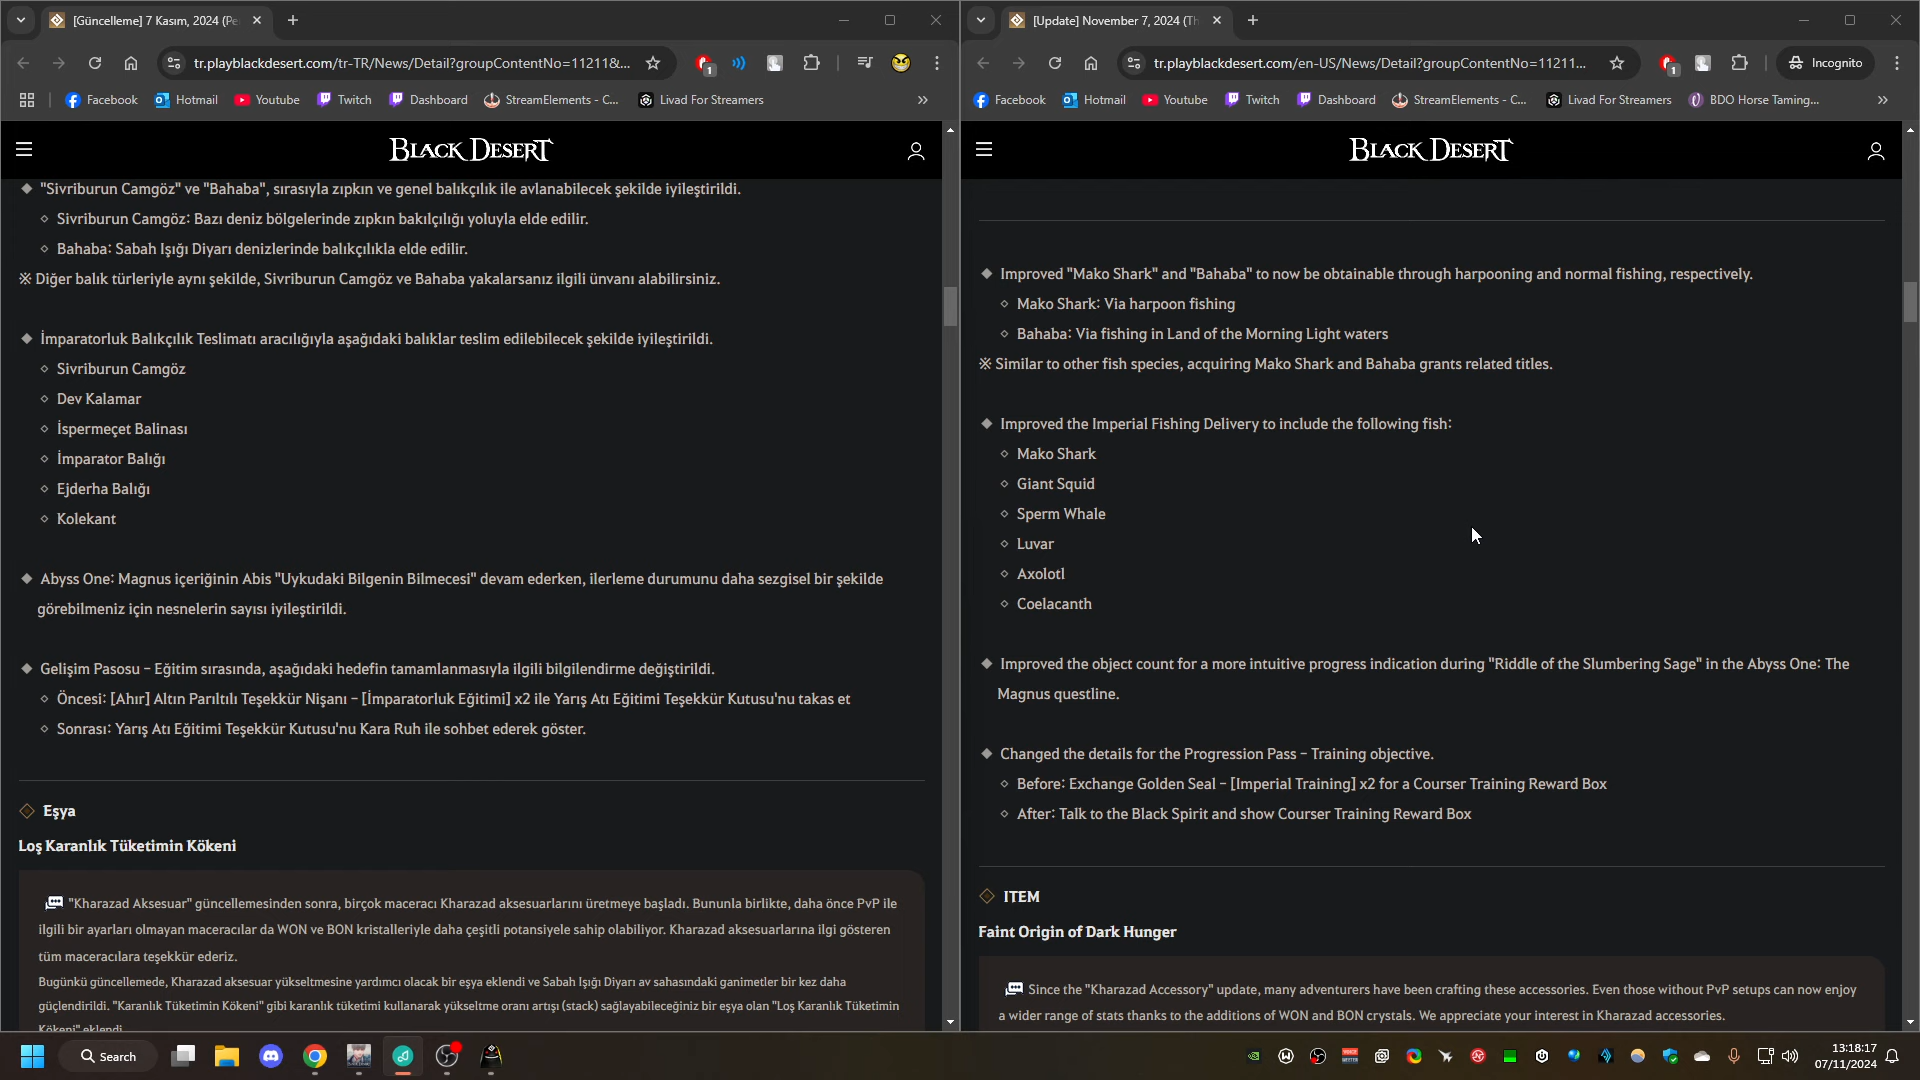 [Güncelleme] 7 Kasım, 2024 (Pe
tr.playblackdesert.com/tr-TR/News/Detail?groupContentNo=11211&...
1
Facebook
Hotmail
Youtube
Twitch
Dashboard
StreamElements - C...
Livad For Streamers
»
BLACK DESERT
"Sivriburun Camgöz" ve "Bahaba", sırasıyla zıpkın ve genel balıkçılık ile avlanabilecek şekilde iyileştirildi.
Sivriburun Camgöz: Bazı deniz bölgelerinde zıpkın bakılçılığı yoluyla elde edilir.
Bahaba: Sabah Işığı Diyarı denizlerinde balıkçılıkla elde edilir.
※ Diğer balık türleriyle aynı şekilde, Sivriburun Camgöz ve Bahaba yakalarsanız ilgili ünvanı alabilirsiniz.
İmparatorluk Balıkçılık Teslimatı aracılığıyla aşağıdaki balıklar teslim edilebilecek şekilde iyileştirildi.
Sivriburun Camgöz
Dev Kalamar
İspermeçet Balinası
İmparator Balığı
Ejderha Balığı
Kolekant
Abyss One: Magnus içeriğinin Abis "Uykudaki Bilgenin Bilmecesi" devam ederken, ilerleme durumunu daha sezgisel bir şekilde
görebilmeniz için nesnelerin sayısı iyileştirildi.
Gelişim Pasosu – Eğitim sırasında, aşağıdaki hedefin tamamlanmasıyla ilgili bilgilendirme değiştirildi.
Öncesi: [Ahır] Altın Parıltılı Teşekkür Nişanı – [İmparatorluk Eğitimi] x2 ile Yarış Atı Eğitimi Teşekkür Kutusu'nu takas et
Sonrası: Yarış Atı Eğitimi Teşekkür Kutusu'nu Kara Ruh ile sohbet ederek göster.
Eşya
Loş Karanlık Tüketimin Kökeni
"Kharazad Aksesuar" güncellemesinden sonra, birçok maceracı Kharazad aksesuarlarını üretmeye başladı. Bununla birlikte, daha önce PvP ile
ilgili bir ayarları olmayan maceracılar da WON ve BON kristalleriyle daha çeşitli potansiyele sahip olabiliyor. Kharazad aksesuarlarına ilgi gösteren
tüm maceracılara teşekkür ederiz.
Bugünkü güncellemede, Kharazad aksesuar yükseltmesine yardımcı olacak bir eşya eklendi ve Sabah Işığı Diyarı av sahasındaki ganimetler bir kez daha
güçlendirildi. "Karanlık Tüketimin Kökeni" gibi karanlık tüketimi kullanarak yükseltme oranı artışı (stack) sağlayabileceğiniz bir eşya olan "Loş Karanlık Tüketimin
Kökeni" eklendi
[Update] November 7, 2024 (Th
tr.playblackdesert.com/en-US/News/Detail?groupContentNo=11211...
1
Incognito
Facebook
Hotmail
Youtube
Twitch
Dashboard
StreamElements - C...
Livad For Streamers
BDO Horse Taming...
»
BLACK DESERT
Improved "Mako Shark" and "Bahaba" to now be obtainable through harpooning and normal fishing, respectively.
Mako Shark: Via harpoon fishing
Bahaba: Via fishing in Land of the Morning Light waters
※ Similar to other fish species, acquiring Mako Shark and Bahaba grants related titles.
Improved the Imperial Fishing Delivery to include the following fish:
Mako Shark
Giant Squid
Sperm Whale
Luvar
Axolotl
Coelacanth
Improved the object count for a more intuitive progress indication during "Riddle of the Slumbering Sage" in the Abyss One: The
Magnus questline.
Changed the details for the Progression Pass – Training objective.
Before: Exchange Golden Seal – [Imperial Training] x2 for a Courser Training Reward Box
After: Talk to the Black Spirit and show Courser Training Reward Box
ITEM
Faint Origin of Dark Hunger
Since the "Kharazad Accessory" update, many adventurers have been crafting these accessories. Even those without PvP setups can now enjoy
a wider range of stats thanks to the additions of WON and BON crystals. We appreciate your interest in Kharazad accessories.
Search
13:18:17
07/11/2024